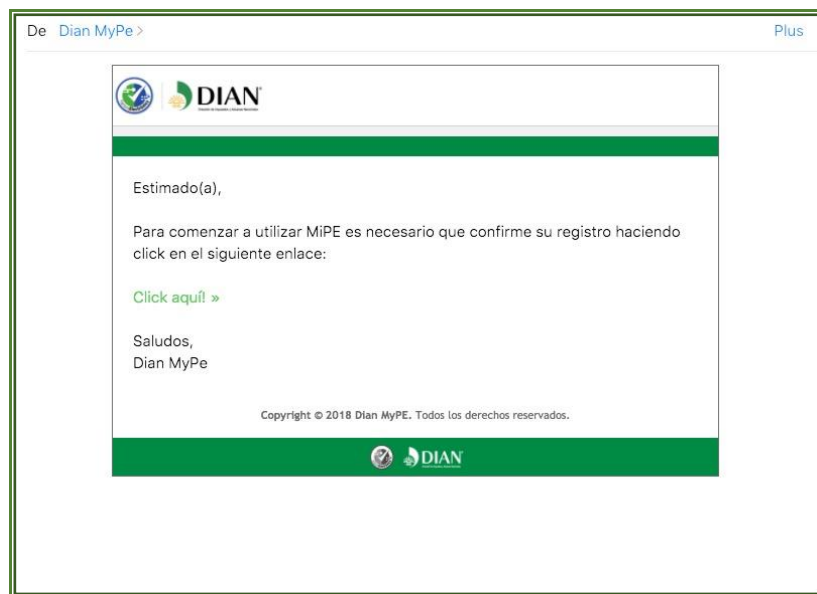 De Dian MyPe > Plus
DIAN
Estimado(a),
Para comenzar a utilizar MiPE es necesario que confirme su registro haciendo
click en el siguiente enlace:
Click aquí! »
Saludos,
Dian MyPe
Copyright © 2018 Dian MyPE. Todos los derechos reservados.
DIAN